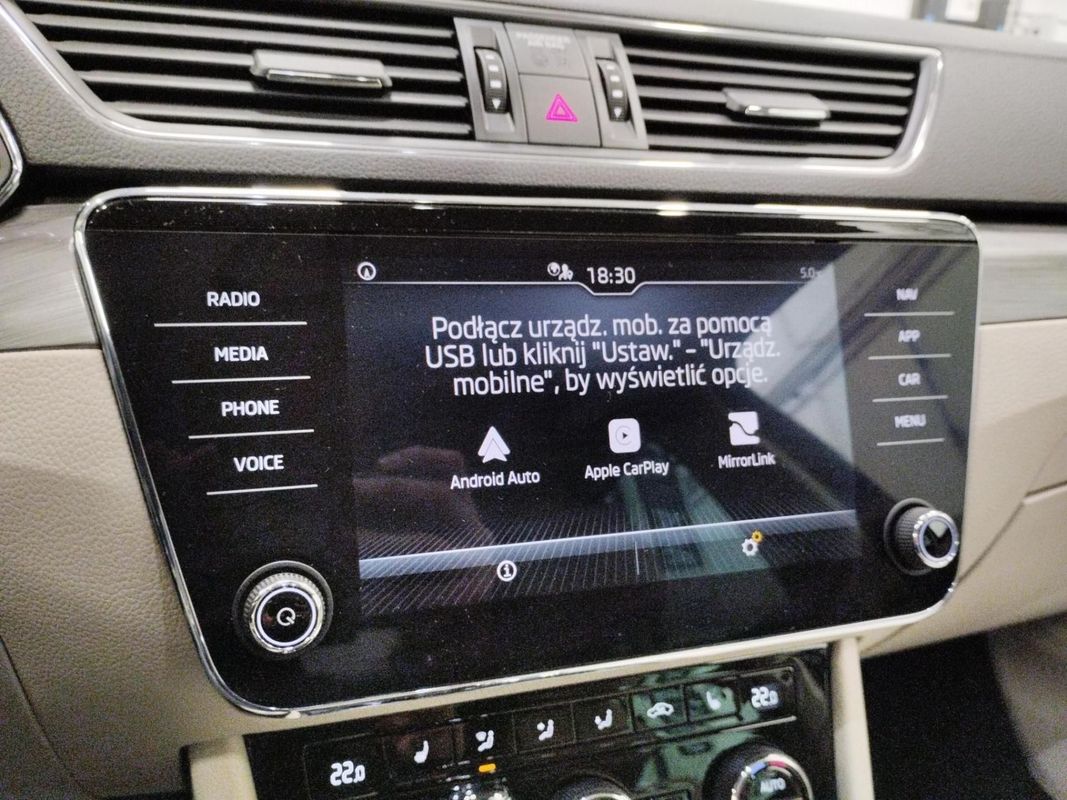 18:30
RADIO
MEDIA
PHONE
VOICE
Podłącz urządz. mob. za pomocą
USB lub kliknij "Ustaw." - "Urządz.
mobilne", by wyświetlić opcje.
Android Auto
Apple CarPlay
MirrorLink
NAV
APP
CAR
MENU
22.0
22.0
AUTO